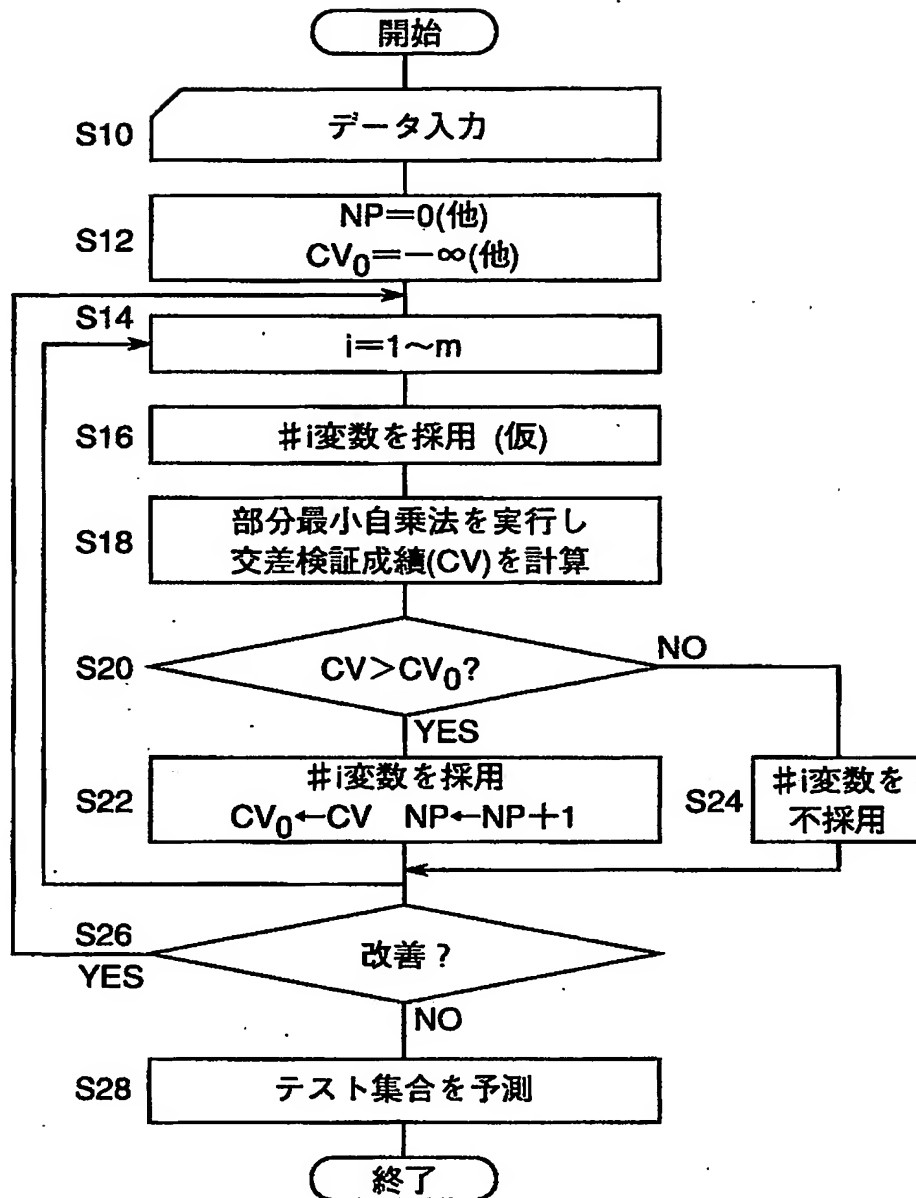 開始
S10
データ入力
S12
NP=0(他)
CV₀=-∞(他)
S14
i=1~m
S16
#i変数を採用 (仮)
S18
部分最小自乗法を実行し
交差検証成績(CV)を計算
S20
CV>CV₀?
NO
YES
S22
#i変数を採用
CV₀←CV NP←NP+1
S24
#i変数を
不採用
S26
改善?
YES
NO
S28
テスト集合を予測
終了